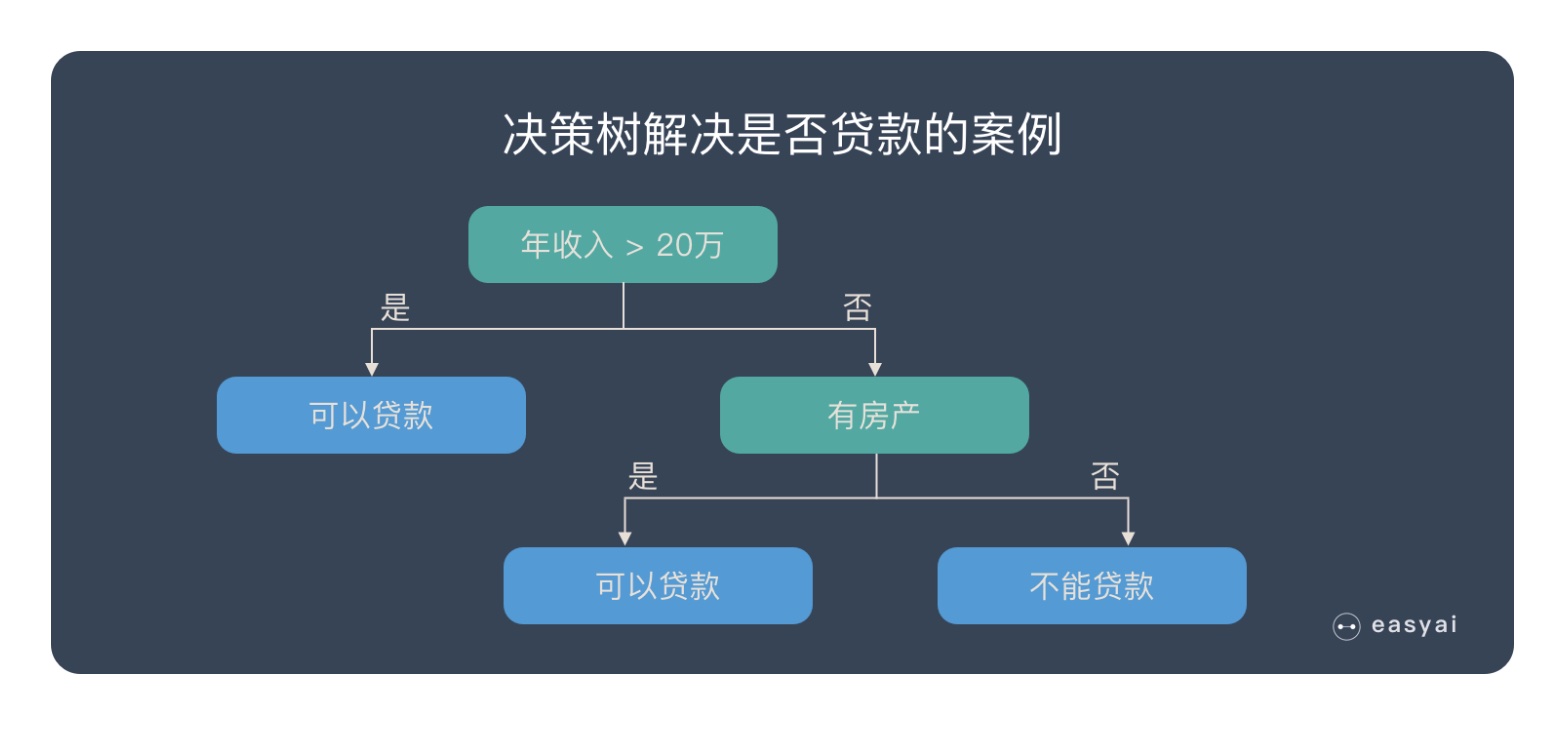 决策树解决是否贷款的案例
年收入 > 20万
是
否
可以贷款
有房产
是
否
可以贷款
不能贷款
easyai